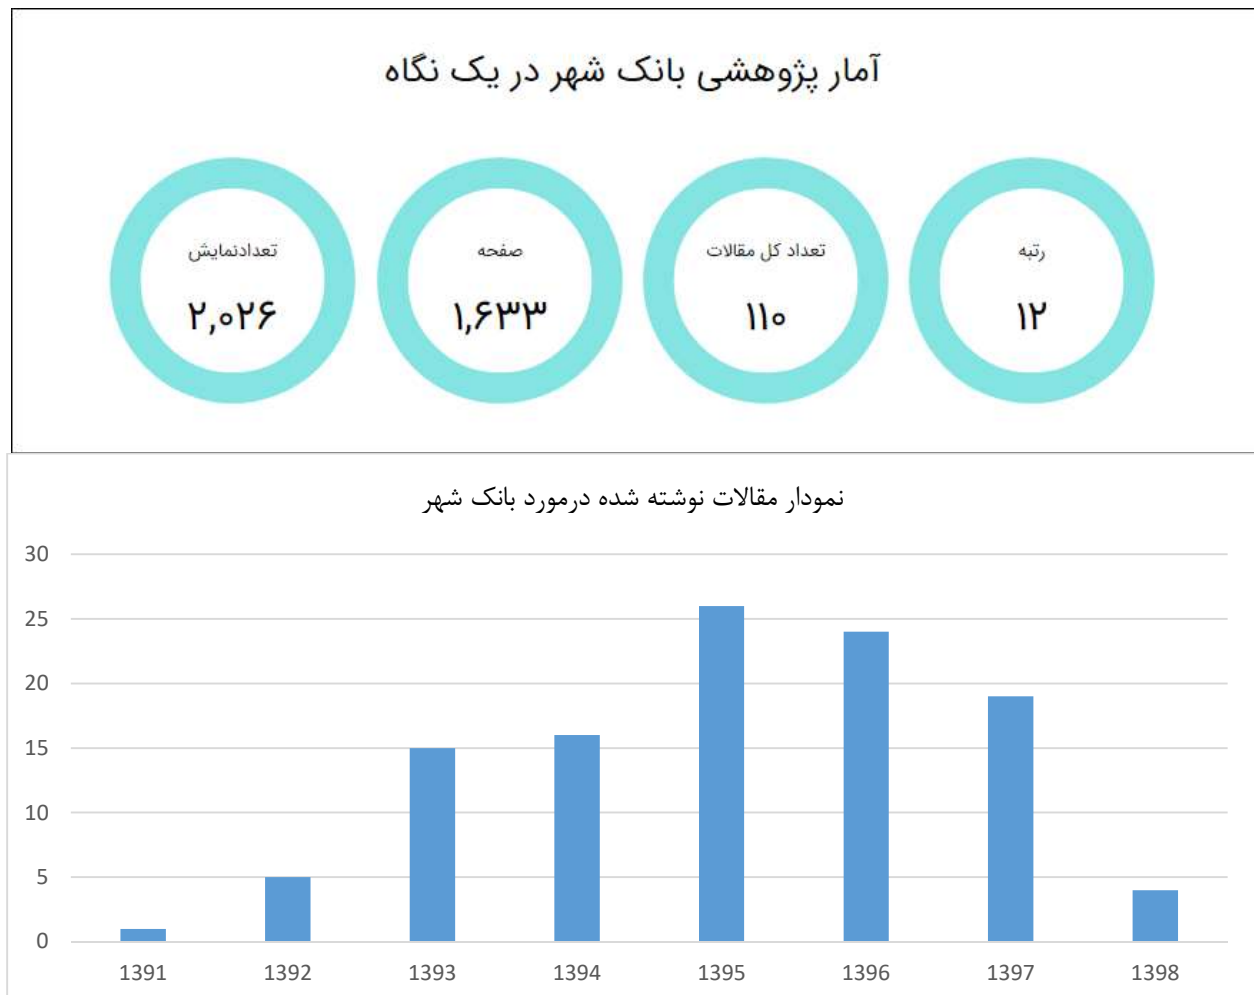 آمار پژوهشی بانک شهر در یک نگاه
رتبه
۱۲
تعداد کل مقالات
۱۱۰
صفحه
۱,۶۳۳
تعدادنمایش
۲,۰۲۶
نمودار مقالات نوشته شده درمورد بانک شهر
30
25
20
15
10
5
0
1391 1392 1393 1394 1395 1396 1397 1398